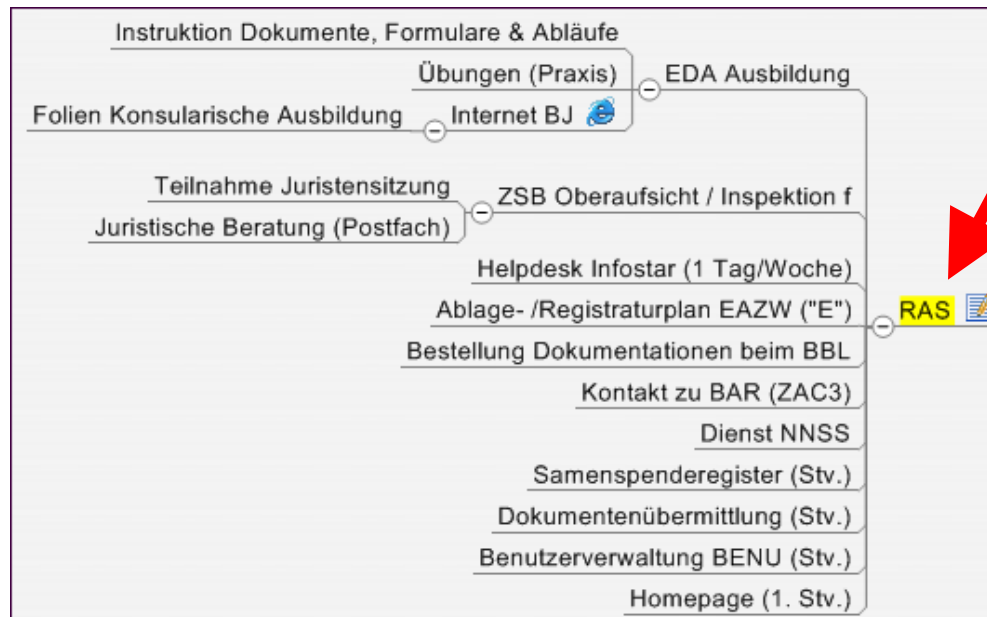 Instruktion Dokumente, Formulare & Abläufe
Übungen (Praxis)
EDA Ausbildung
Folien Konsularische Ausbildung
Internet BJ
Teilnahme Juristensitzung
ZSB Oberaufsicht / Inspektion f
Juristische Beratung (Postfach)
Helpdesk Infostar (1 Tag/Woche)
Ablage- /Registraturplan EAZW ("E")
RAS
Bestellung Dokumentationen beim BBL
Kontakt zu BAR (ZAC3)
Dienst NNSS
Samenspenderegister (Stv.)
Dokumentenübermittlung (Stv.)
Benutzerverwaltung BENU (Stv.)
Homepage (1. Stv.)